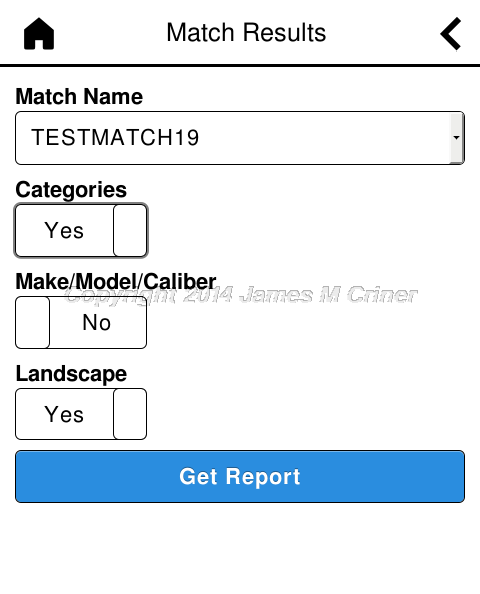 Match Results
Match Name
TESTMATCH19
Categories
Yes
Make/Model/Caliber
Copyright 2014 James M Criner
No
Landscape
Yes
Get Report